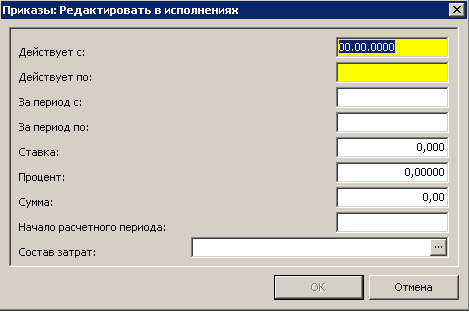 Приказы: Редактировать в исполнениях
Действует с: 00.00.0000
Действует по:
За период с:
За период по:
Ставка: 0,000
Процент: 0,00000
Сумма: 0,00
Начало расчетного периода:
Состав затрат: ...
OK Отмена